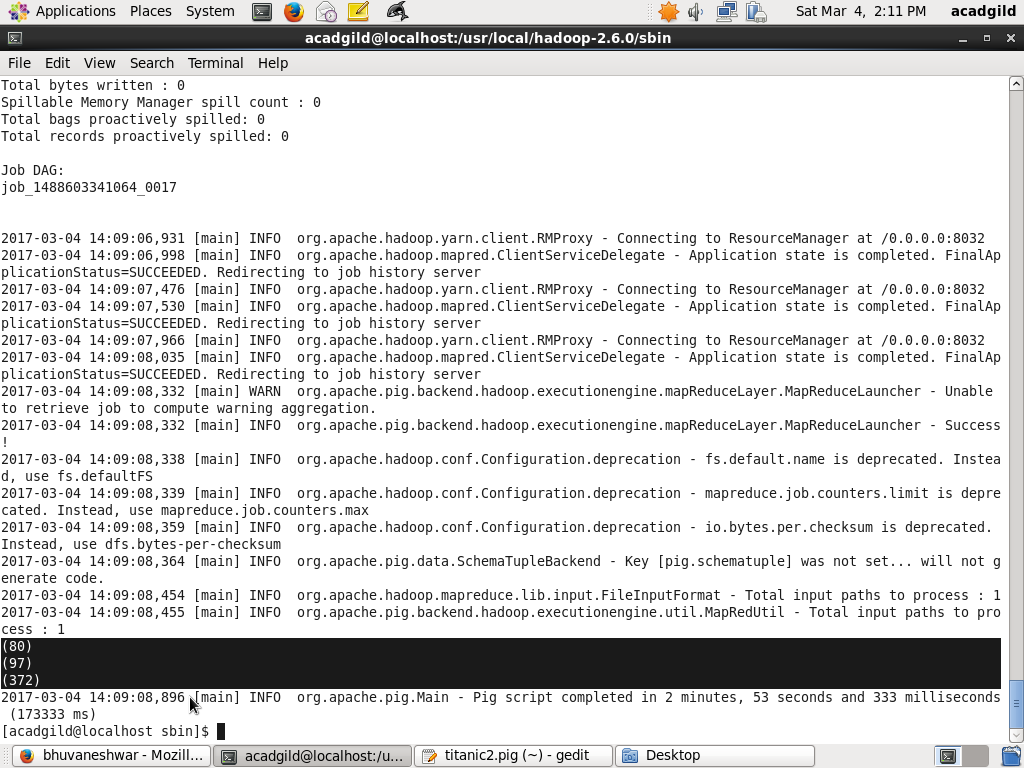 Applications Places System Sat Mar 4, 2:11 PM acadgild
acadgild@localhost:/usr/local/hadoop-2.6.0/sbin
File Edit View Search Terminal Help
Total bytes written : 0
Spillable Memory Manager spill count : 0
Total bags proactively spilled: 0
Total records proactively spilled: 0
Job DAG:
job_1488603341064_0017
2017-03-04 14:09:06,931 [main] INFO  org.apache.hadoop.yarn.client.RMProxy - Connecting to ResourceManager at /0.0.0.0:8032
2017-03-04 14:09:06,998 [main] INFO  org.apache.hadoop.mapred.ClientServiceDelegate - Application state is completed. FinalAp
plicationStatus=SUCCEEDED. Redirecting to job history server
2017-03-04 14:09:07,476 [main] INFO  org.apache.hadoop.yarn.client.RMProxy - Connecting to ResourceManager at /0.0.0.0:8032
2017-03-04 14:09:07,530 [main] INFO  org.apache.hadoop.mapred.ClientServiceDelegate - Application state is completed. FinalAp
plicationStatus=SUCCEEDED. Redirecting to job history server
2017-03-04 14:09:07,966 [main] INFO  org.apache.hadoop.yarn.client.RMProxy - Connecting to ResourceManager at /0.0.0.0:8032
2017-03-04 14:09:08,035 [main] INFO  org.apache.hadoop.mapred.ClientServiceDelegate - Application state is completed. FinalAp
plicationStatus=SUCCEEDED. Redirecting to job history server
2017-03-04 14:09:08,332 [main] WARN  org.apache.pig.backend.hadoop.executionengine.mapReduceLayer.MapReduceLauncher - Unable
to retrieve job to compute warning aggregation.
2017-03-04 14:09:08,332 [main] INFO  org.apache.pig.backend.hadoop.executionengine.mapReduceLayer.MapReduceLauncher - Success
!
2017-03-04 14:09:08,338 [main] INFO  org.apache.hadoop.conf.Configuration.deprecation - fs.default.name is deprecated. Instea
d, use fs.defaultFS
2017-03-04 14:09:08,339 [main] INFO  org.apache.hadoop.conf.Configuration.deprecation - mapreduce.job.counters.limit is depre
cated. Instead, use mapreduce.job.counters.max
2017-03-04 14:09:08,359 [main] INFO  org.apache.hadoop.conf.Configuration.deprecation - io.bytes.per.checksum is deprecated.
Instead, use dfs.bytes-per-checksum
2017-03-04 14:09:08,364 [main] INFO  org.apache.pig.data.SchemaTupleBackend - Key [pig.schematuple] was not set... will not g
enerate code.
2017-03-04 14:09:08,454 [main] INFO  org.apache.hadoop.mapreduce.lib.input.FileInputFormat - Total input paths to process : 1
2017-03-04 14:09:08,455 [main] INFO  org.apache.pig.backend.hadoop.executionengine.util.MapRedUtil - Total input paths to pro
cess : 1
(80)
(97)
(372)
2017-03-04 14:09:08,896 [main] INFO  org.apache.pig.Main - Pig script completed in 2 minutes, 53 seconds and 333 milliseconds
(173333 ms)
[acadgild@localhost sbin]$
bhuvaneshwar - Mozill... acadgild@localhost:/u... titanic2.pig (~) - gedit Desktop